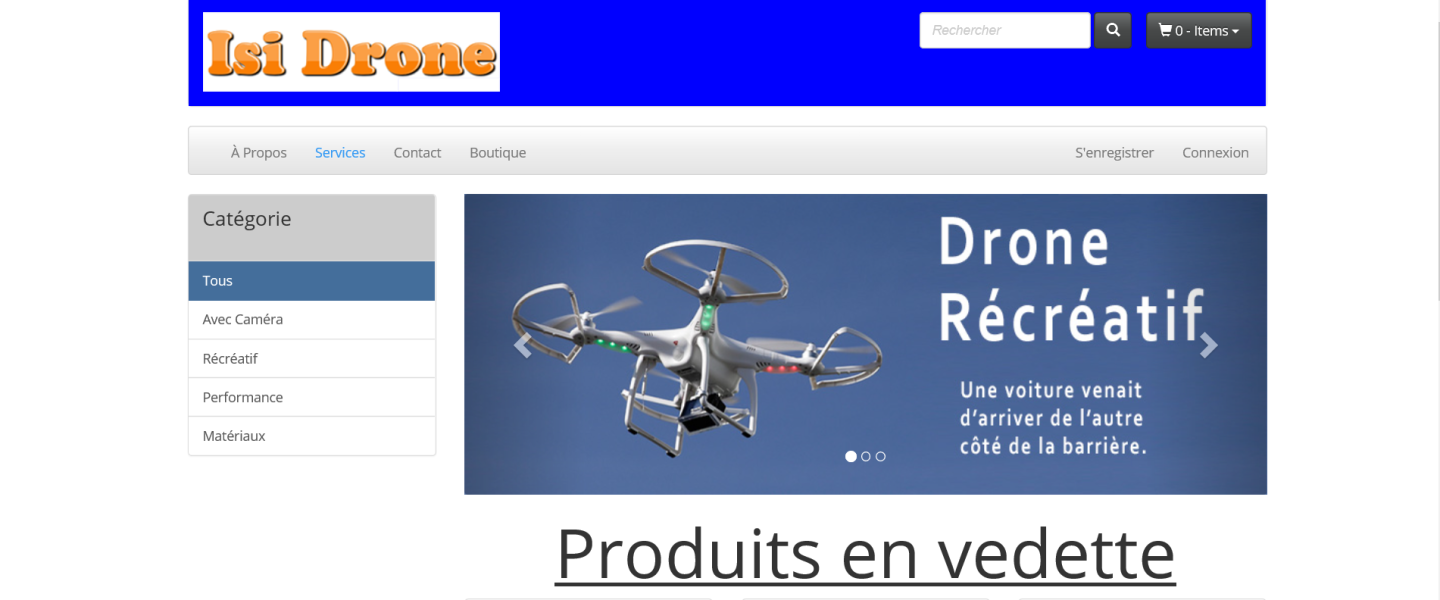 Isi Drone
Rechercher
0 - Items
À Propos Services Contact Boutique S'enregistrer Connexion
Catégorie
Tous
Avec Caméra
Récréatif
Performance
Matériaux
Drone
Récréatif
Une voiture venait
d'arriver de l'autre
côté de la barrière.
Produits en vedette